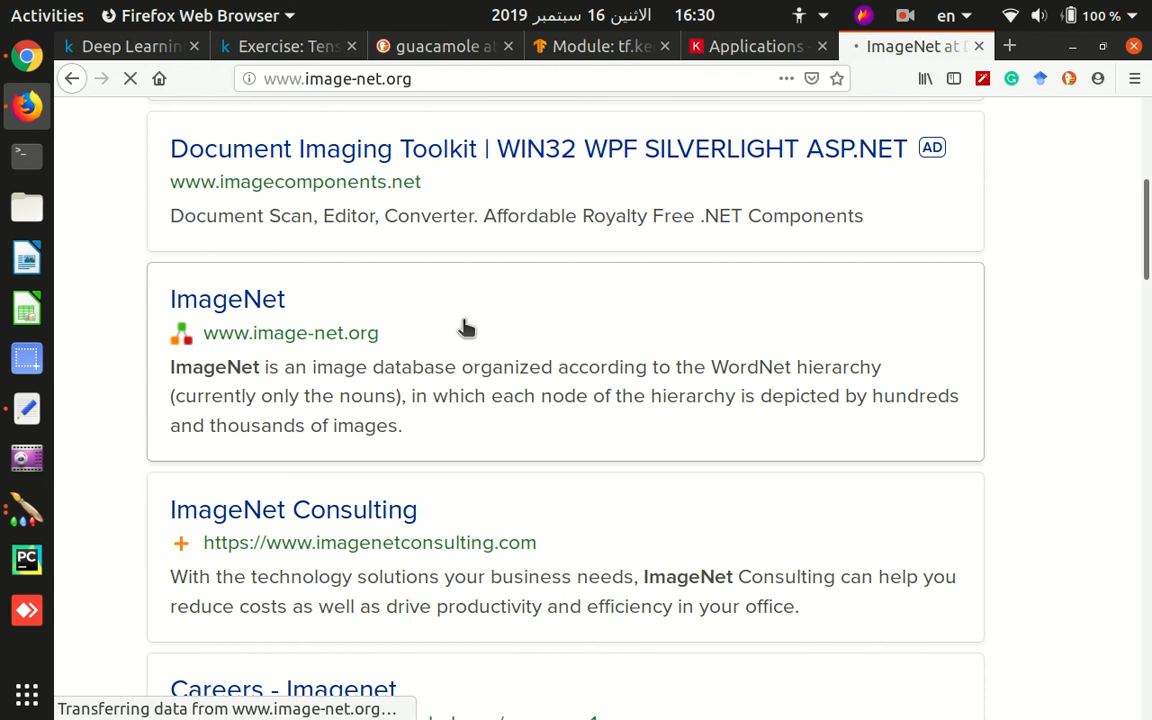 Activities Firefox Web Browser 2019 الاثنين 16 سبتمبر 16:30 en 100 %
Deep Learnin Exercise: Tens guacamole at Module: tf.ke Applications ImageNet at
www.image-net.org
Document Imaging Toolkit | WIN32 WPF SILVERLIGHT ASP.NET AD
www.imagecomponents.net
Document Scan, Editor, Converter. Affordable Royalty Free .NET Components
ImageNet
www.image-net.org
ImageNet is an image database organized according to the WordNet hierarchy
(currently only the nouns), in which each node of the hierarchy is depicted by hundreds
and thousands of images.
ImageNet Consulting
https://www.imagenetconsulting.com
With the technology solutions your business needs, ImageNet Consulting can help you
reduce costs as well as drive productivity and efficiency in your office.
Careers - Imagenet
Transferring data from www.image-net.org...